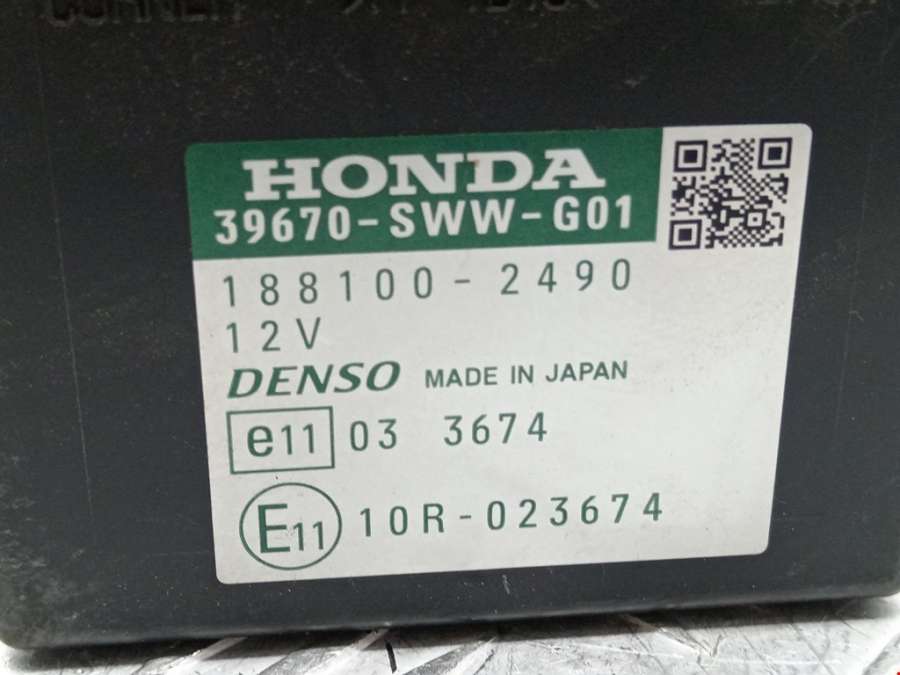 HONDA
39670-SWW-G01
188100-2490
12V
DENSO MADE IN JAPAN
e11 03 3674
E11 10R-023674